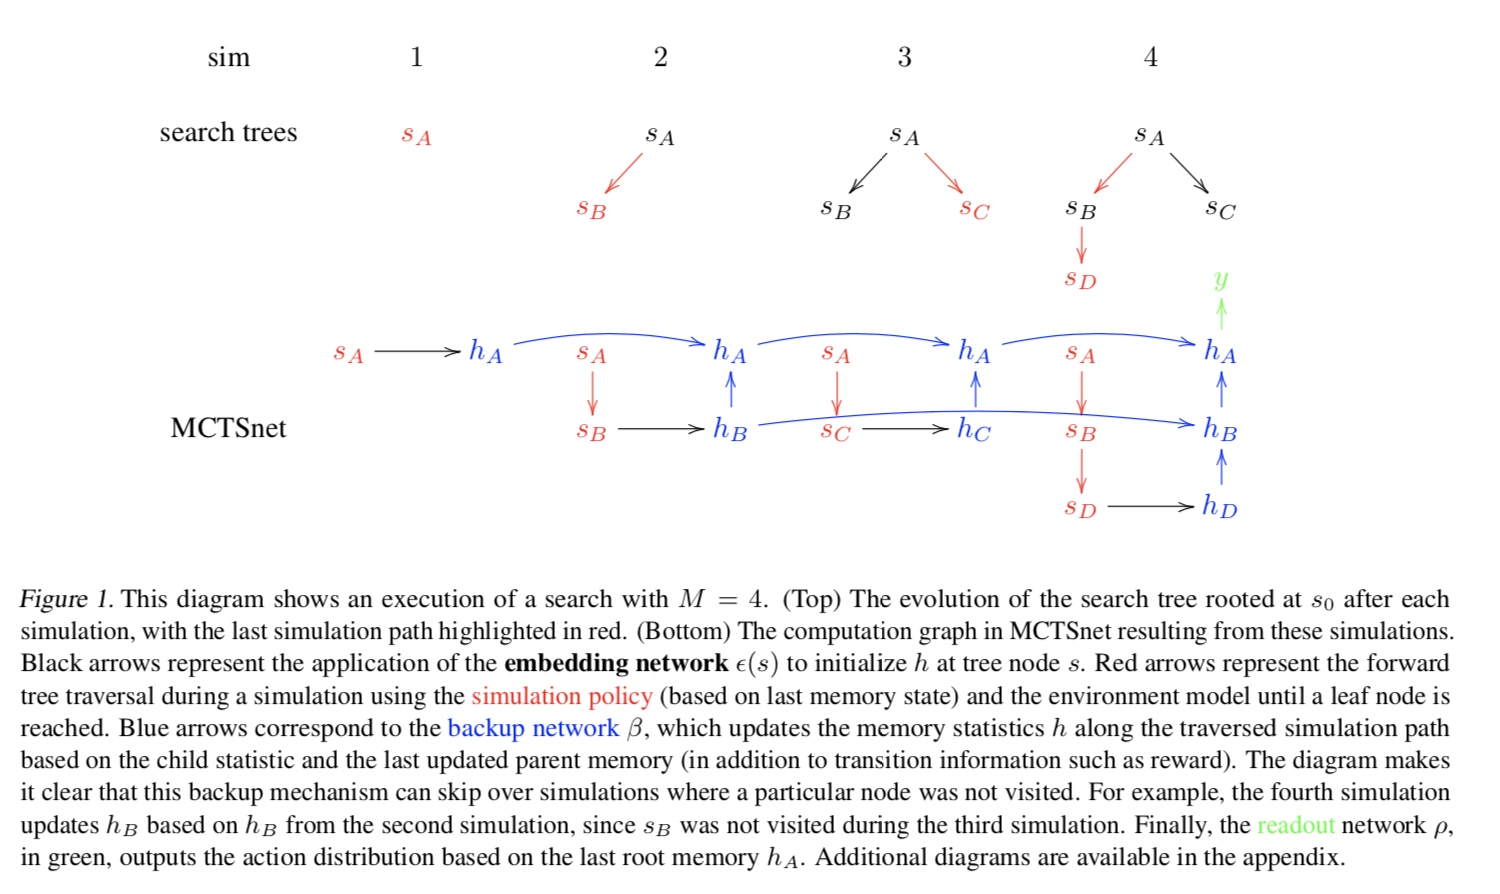 sim 1 2 3 4
search trees s_A s_A s_A s_A
s_B s_B s_C s_B s_C
s_D y
s_A h_A s_A h_A s_A h_A s_A h_A
MCTSnet s_B h_B s_C h_C s_B h_B
s_D h_D
Figure 1. This diagram shows an execution of a search with M = 4. (Top) The evolution of the search tree rooted at s_0 after each
simulation, with the last simulation path highlighted in red. (Bottom) The computation graph in MCTSnet resulting from these simulations.
Black arrows represent the application of the embedding network ϵ(s) to initialize h at tree node s. Red arrows represent the forward
tree traversal during a simulation using the simulation policy (based on last memory state) and the environment model until a leaf node is
reached. Blue arrows correspond to the backup network β, which updates the memory statistics h along the traversed simulation path
based on the child statistic and the last updated parent memory (in addition to transition information such as reward). The diagram makes
it clear that this backup mechanism can skip over simulations where a particular node was not visited. For example, the fourth simulation
updates h_B based on h_B from the second simulation, since s_B was not visited during the third simulation. Finally, the readout network ρ,
in green, outputs the action distribution based on the last root memory h_A. Additional diagrams are available in the appendix.